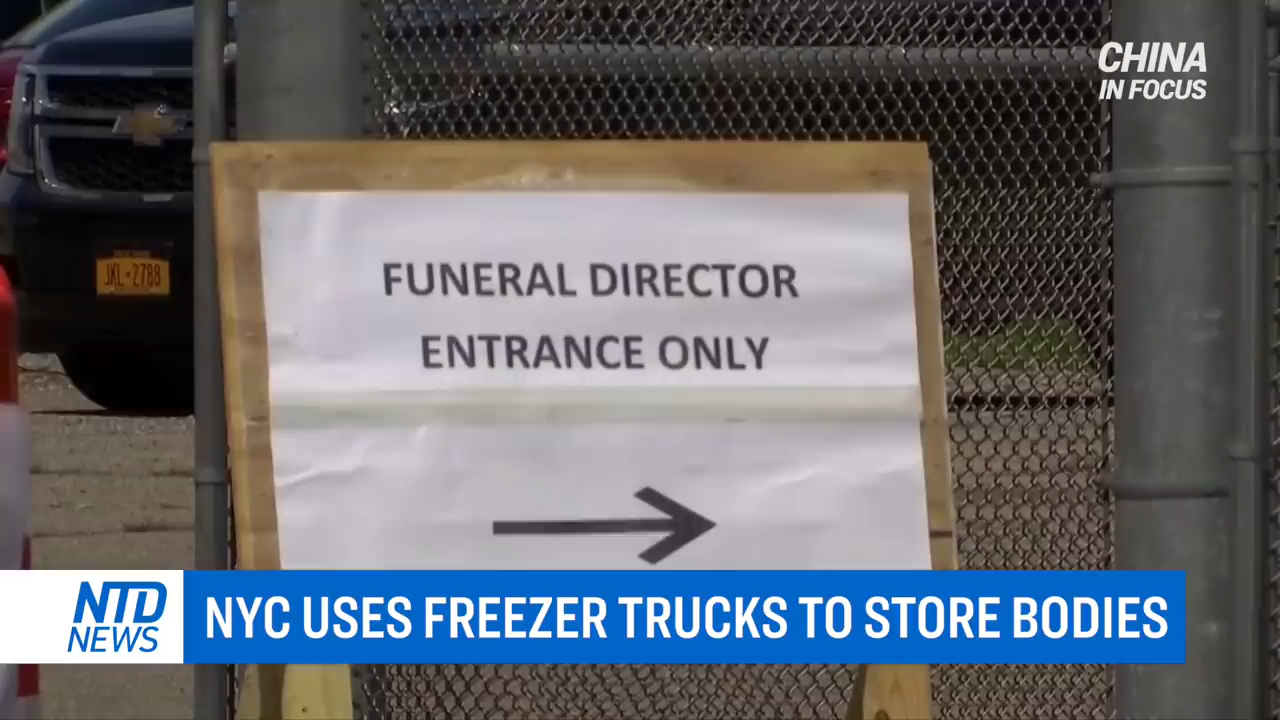 CHINA
IN FOCUS
FUNERAL DIRECTOR
ENTRANCE ONLY
JKL-2788
NTD
NEWS
NYC USES FREEZER TRUCKS TO STORE BODIES